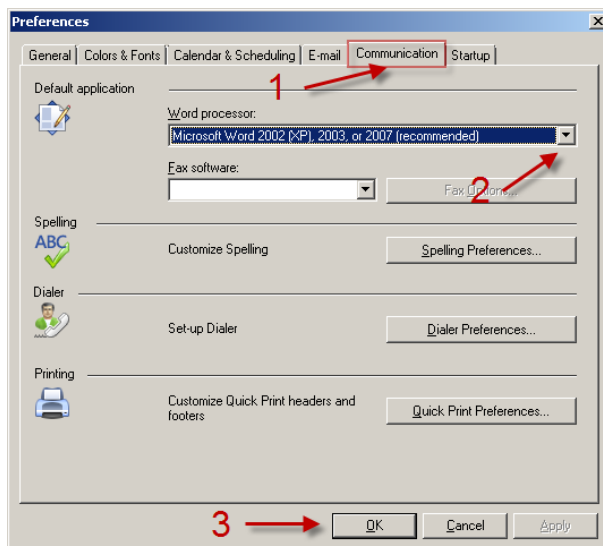 Preferences
General Colors & Fonts Calendar & Scheduling E-mail Communication Startup
1
Default application
Word processor:
Microsoft Word 2002 (XP), 2003, or 2007 (recommended)
2
Fax software:
Fax Options...
Spelling
ABC
Customize Spelling
Spelling Preferences...
Dialer
Set-up Dialer
Dialer Preferences...
Printing
Customize Quick Print headers and
footers
Quick Print Preferences...
3
OK Cancel Apply